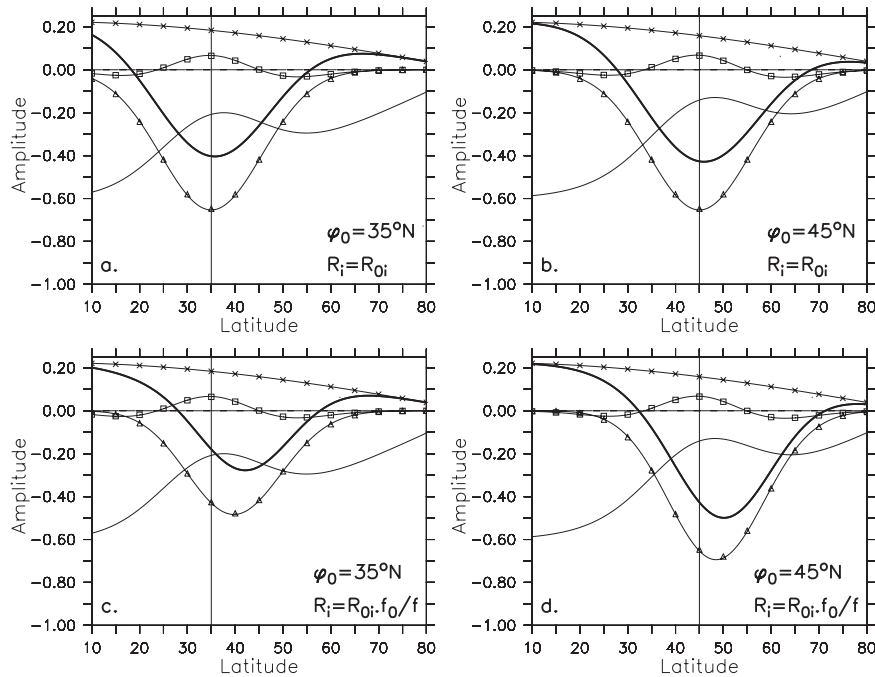 0.20
0.00
−0.20
−0.40
−0.60
−0.80
−1.00
Amplitude
φ₀=35°N
a.
Rᵢ=R₀ᵢ
10 20 30 40 50 60 70 80
Latitude
0.20
0.00
−0.20
−0.40
−0.60
−0.80
−1.00
Amplitude
φ₀=45°N
b.
Rᵢ=R₀ᵢ
10 20 30 40 50 60 70 80
Latitude
0.20
0.00
−0.20
−0.40
−0.60
−0.80
−1.00
Amplitude
φ₀=35°N
c.
Rᵢ=R₀ᵢ.f₀/f
10 20 30 40 50 60 70 80
Latitude
0.20
0.00
−0.20
−0.40
−0.60
−0.80
−1.00
Amplitude
φ₀=45°N
d.
Rᵢ=R₀ᵢ.f₀/f
10 20 30 40 50 60 70 80
Latitude